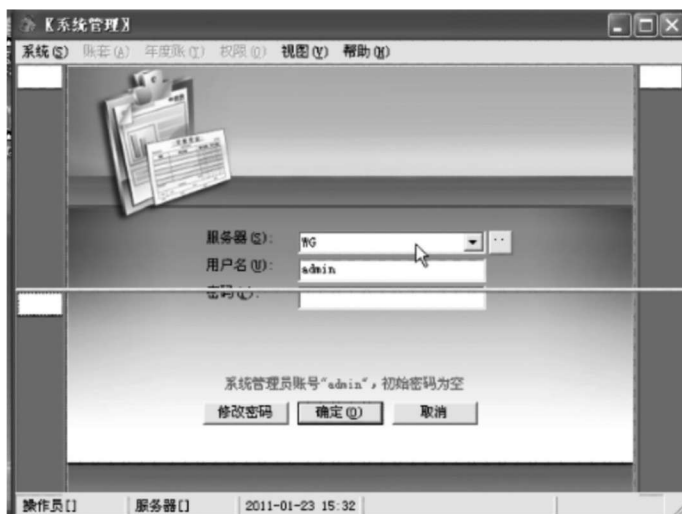 【系统管理】
系统(S) 账套(A) 年度账(Y) 权限(O) 视图(V) 帮助(H)
服务器(S): WG
用户名(U): admin
密码(P):
系统管理员账号“admin”,初始密码为空
修改密码 确定(O) 取消
操作员[] 服务器[] 2011-01-23 15:32